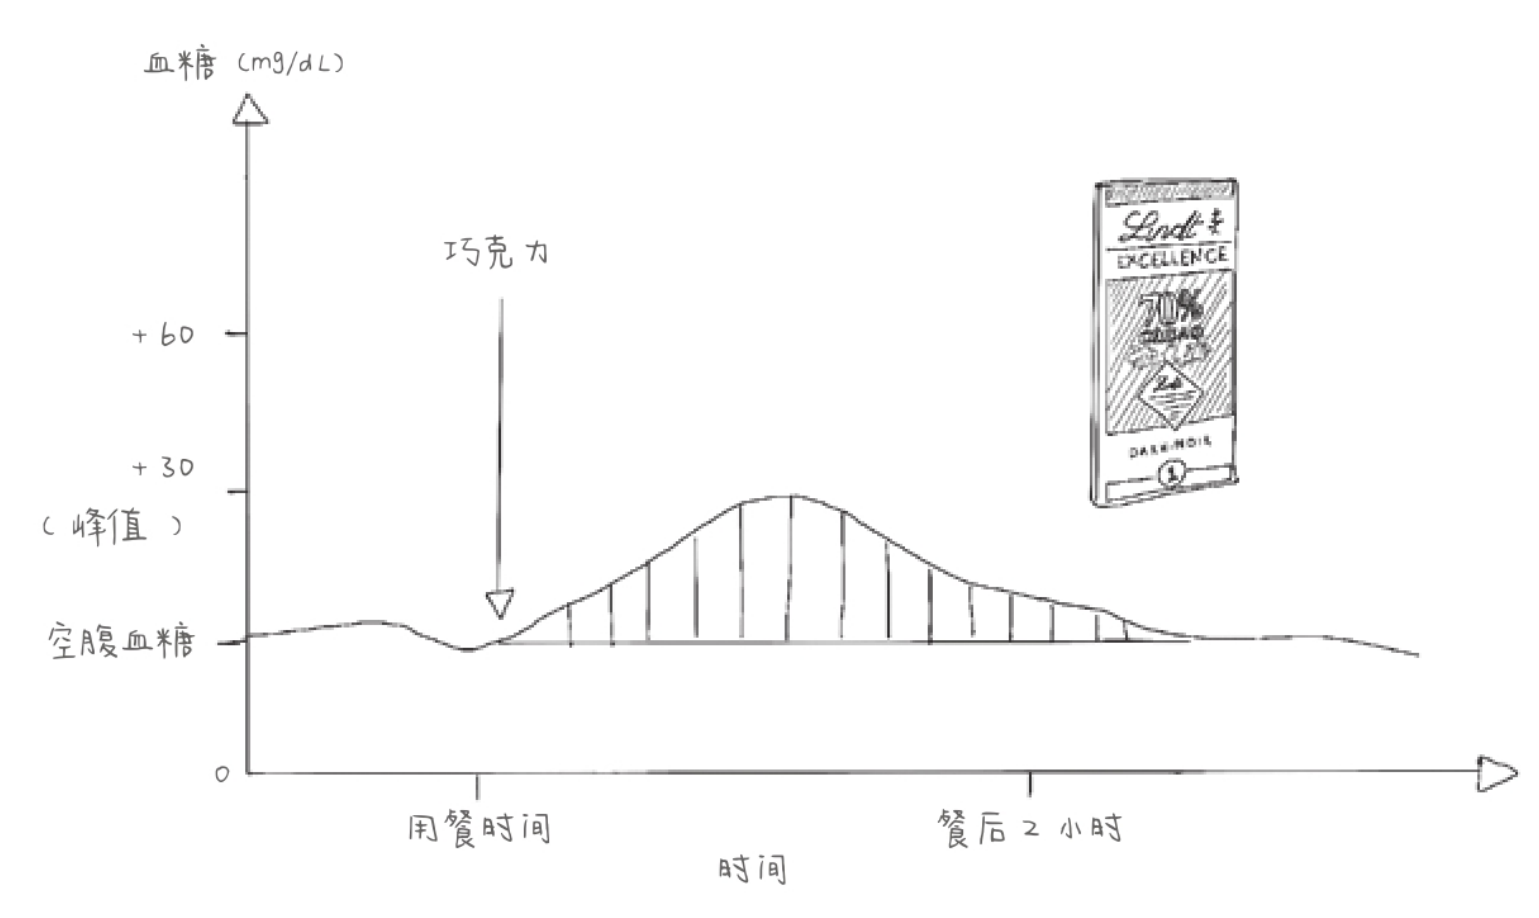 血糖 (mg/dL)
巧克力
+60
+30
(峰值)
空腹血糖
0
用餐时间
餐后2小时
时间
Lindt
EXCELLENCE
70%
DARK·NOIR